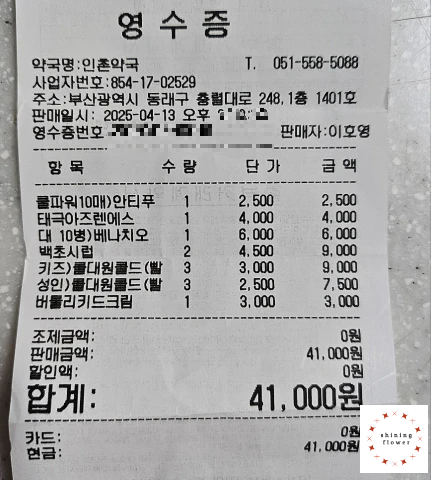 영수증
약국명:인촌약국 T. 051-558-5088
사업자번호:854-17-02529
주소:부산광역시 동래구 충렬대로 248,1층 1401호
판매일시: 2025-04-13 오후
영수증번호 판매자:이호영
항목 수량 단가 금액
쿨파워10매)안티푸 1 2,500 2,500
태극아즈렌에스 1 4,000 4,000
대 10병)베나치오 1 6,000 6,000
백초시럽 2 4,500 9,000
키즈)콜대원콜드(빨 3 3,000 9,000
성인)콜대원콜드(빨 3 2,500 7,500
버물리키드크림 1 3,000 3,000
조제금액: 0원
판매금액: 41,000원
할인액: 0원
합계: 41,000원
카드: 0원
현금: 41,000원
shining
flower